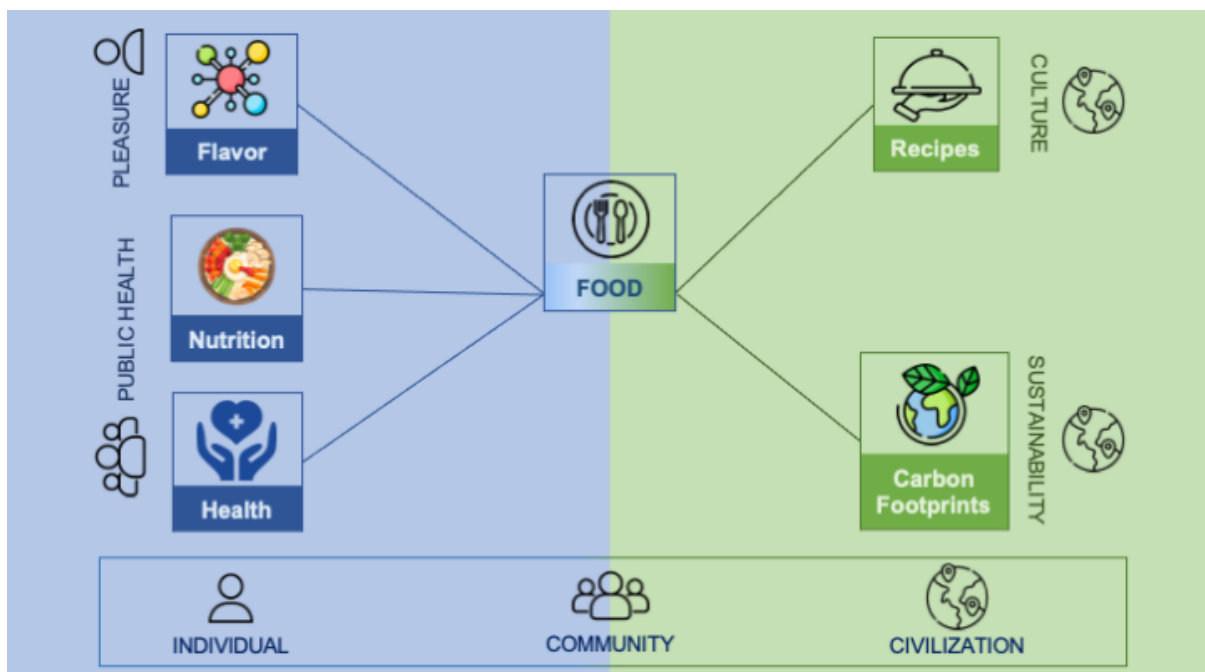 PLEASURE
Flavor
PUBLIC HEALTH
Nutrition
Health
FOOD
Recipes
CULTURE
Carbon
Footprints
SUSTAINABILITY
INDIVIDUAL
COMMUNITY
CIVILIZATION